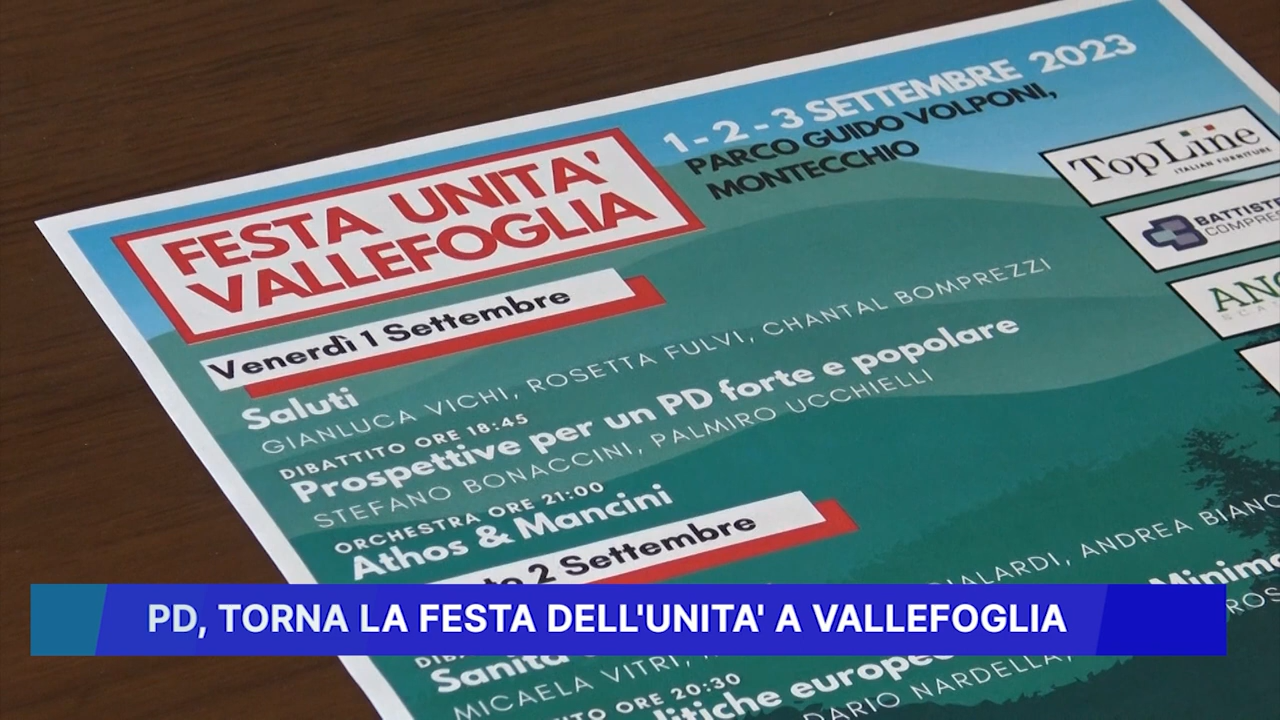 1 - 2 - 3 SETTEMBRE 2023
PARCO GUIDO VOLPONI,
MONTECCHIO
FESTA UNITA'
VALLEFOGLIA
TopLine
ITALIAN FURNITURE
Venerdì 1 Settembre
Saluti
GIANLUCA VICHI, ROSETTA FULVI, CHANTAL BOMPREZZI
DIBATTITO ORE 18:45
Prospettive per un PD forte e popolare
STEFANO BONACCINI, PALMIRO UCCHIELLI
ORCHESTRA ORE 21:00
Athos & Mancini
2 Settembre
ANDREA
PD, TORNA LA FESTA DELL'UNITA' A VALLEFOGLIA
Sanità
MICAELA VITRI,
ORE 20:30
DARIO NARDELLA,